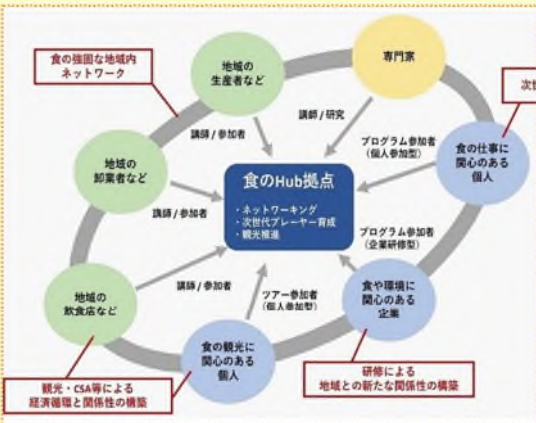 食の強固な地域内
ネットワーク
地域の
生産者など
専門家
次世
講師 / 参加者
講師 / 研究
プログラム参加者
(個人参加型)
食の仕事に
関心のある
個人
地域の
卸業者など
講師 / 参加者
食のHub拠点
・ネットワーキング
・次世代プレーヤー育成
・観光推進
プログラム参加者
(企業研修型)
地域の
飲食店など
講師 / 参加者
ツアー参加者
(個人参加型)
食や環境に
関心のある
企業
食の観光に
関心のある
個人
観光・CSA等による
経済循環と関係性の構築
研修による
地域との新たな関係性の構築